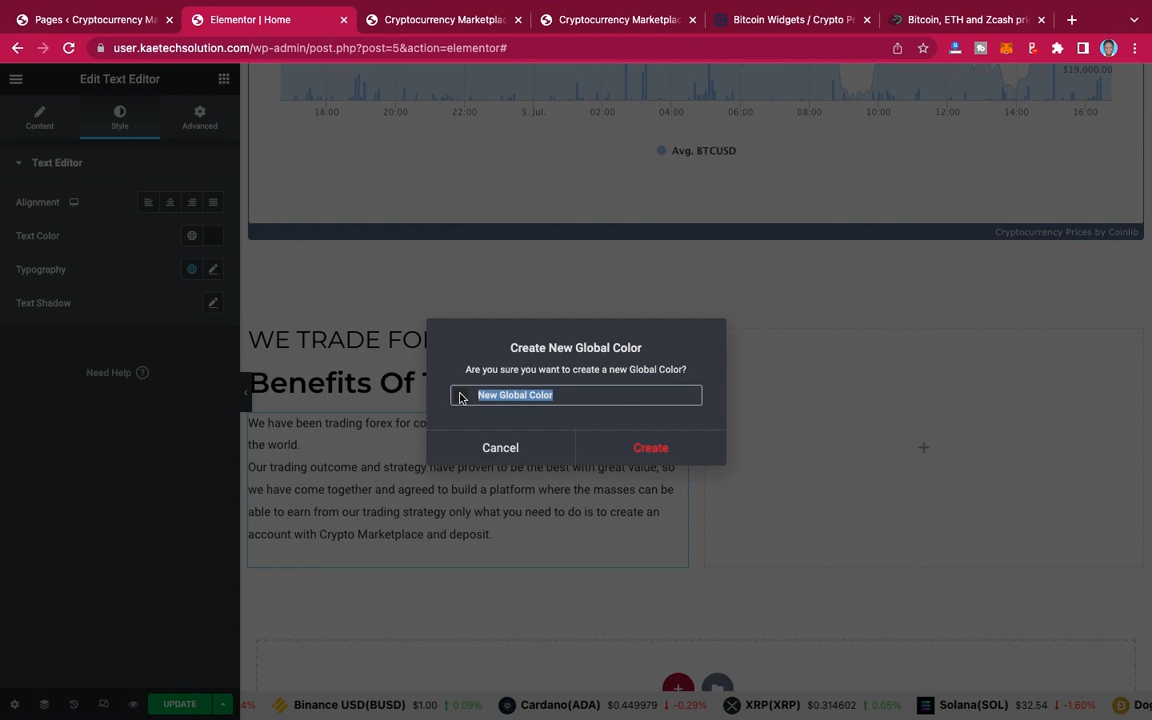 Pages ‹ Cryptocurrency Ma
Elementor | Home
Cryptocurrency Marketplac
Cryptocurrency Marketplac
Bitcoin Widgets / Crypto P
Bitcoin, ETH and Zcash pri
user.kaetechsolution.com/wp-admin/post.php?post=5&action=elementor#
Edit Text Editor
Content
Style
Advanced
Text Editor
Alignment
Text Color
Typography
Text Shadow
Need Help
$19,000.00
18:00 20:00 22:00 3. Jul. 02:00 04:00 06:00 08:00 10:00 12:00 14:00 16:00
Avg. BTCUSD
Cryptocurrency Prices by Coinlib
WE TRADE FO
Benefits Of
We have been trading forex for co
the world.
Our trading outcome and strategy have proven to be the best with great value, so
we have come together and agreed to build a platform where the masses can be
able to earn from our trading strategy only what you need to do is to create an
account with Crypto Marketplace and deposit.
Create New Global Color
Are you sure you want to create a new Global Color?
New Global Color
Cancel
Create
UPDATE
4%
Binance USD(BUSD) $1.00 ↑ 0.09%
Cardano(ADA) $0.449979 ↓ -0.29%
XRP(XRP) $0.314602 ↑ 0.05%
Solana(SOL) $32.54 ↓ -1.60%
Dog